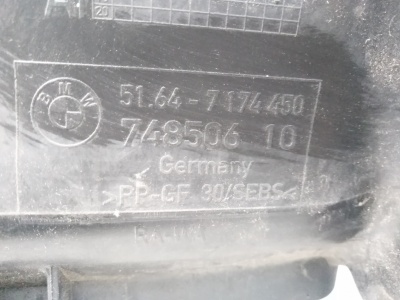 BMW
51.64 - 7 174 450
748506 10
Germany
>PP-GF 30/SEBS<